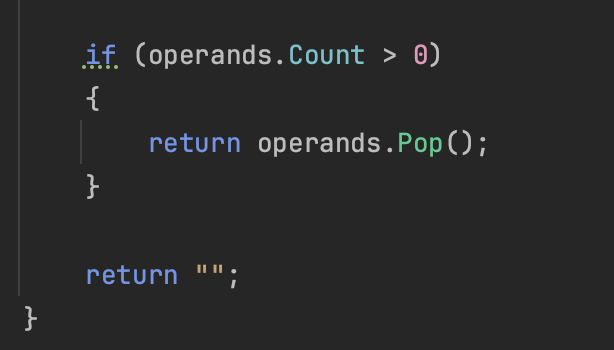 if (operands.Count > 0)
{
return operands.Pop();
}
return "";
}